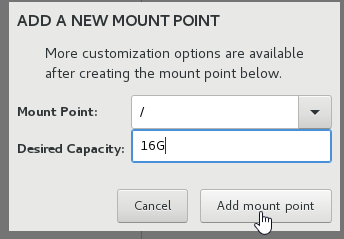 ADD A NEW MOUNT POINT
More customization options are available
after creating the mount point below.
Mount Point: /
Desired Capacity: 16G
Cancel Add mount point